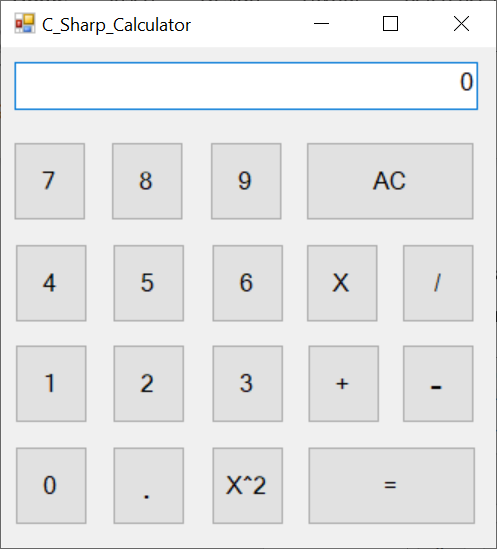 C_Sharp_Calculator
0
7 8 9 AC
4 5 6 X /
1 2 3 + -
0 . X^2 =